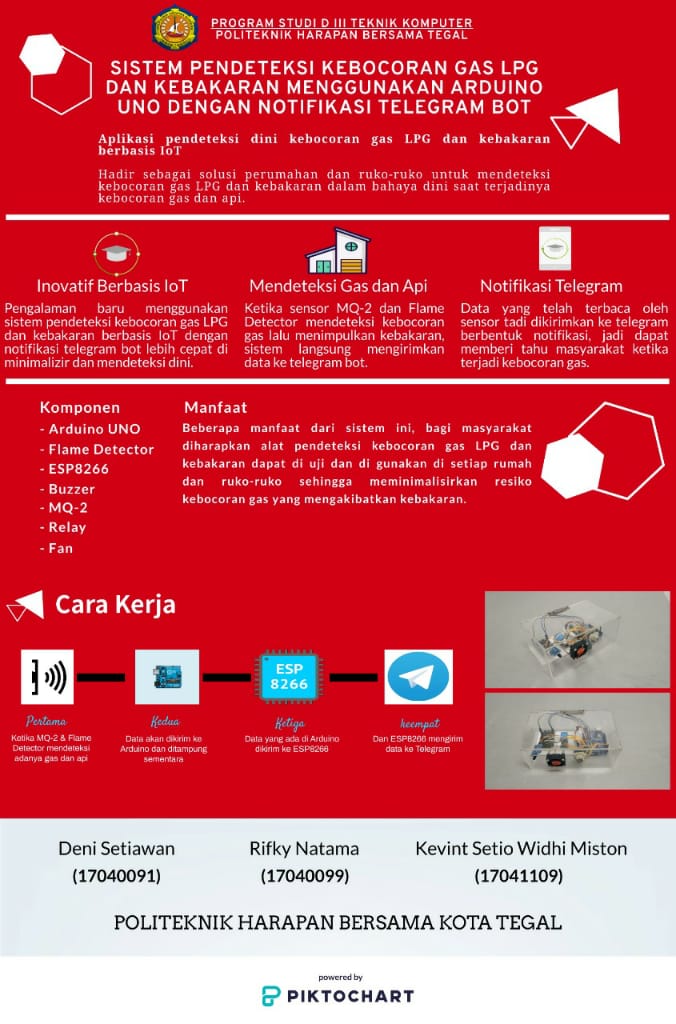 PROGRAM STUDI D III TEKNIK KOMPUTER
POLITEKNIK HARAPAN BERSAMA TEGAL
SISTEM PENDETEKSI KEBOCORAN GAS LPG
DAN KEBAKARAN MENGGUNAKAN ARDUINO
UNO DENGAN NOTIFIKASI TELEGRAM BOT
Aplikasi pendeteksi dini kebocoran gas LPG dan kebakaran
berbasis IoT
Hadir sebagai solusi perumahan dan ruko-ruko untuk mendeteksi
kebocoran gas LPG dan kebakaran dalam bahaya dini saat terjadinya
kebocoran gas dan api.
Inovatif Berbasis IoT
Pengalaman baru menggunakan
sistem pendeteksi kebocoran gas LPG
dan kebakaran berbasis IoT dengan
notifikasi telegram bot lebih cepat di
minimalizir dan mendeteksi dini.
Mendeteksi Gas dan Api
Ketika sensor MQ-2 dan Flame
Detector mendeteksi kebocoran
gas lalu menimpulkan kebakaran,
sistem langsung mengirimkan
data ke telegram bot.
Notifikasi Telegram
Data yang telah terbaca oleh
sensor tadi dikirimkan ke telegram
berbentuk notifikasi, jadi dapat
memberi tahu masyarakat ketika
terjadi kebocoran gas.
Komponen
- Arduino UNO
- Flame Detector
- ESP8266
- Buzzer
- MQ-2
- Relay
- Fan
Manfaat
Beberapa manfaat dari sistem ini, bagi masyarakat
diharapkan alat pendeteksi kebocoran gas LPG dan
kebakaran dapat di uji dan di gunakan di setiap rumah
dan ruko-ruko sehingga meminimalisirkan resiko
kebocoran gas yang mengakibatkan kebakaran.
Cara Kerja
ESP
8266
Pertama
Ketika MQ-2 & Flame
Detector mendeteksi
adanya gas dan api
Kedua
Data akan dikirim ke
Arduino dan ditampung
sementara
Ketiga
Data yang ada di Arduino
dikirim ke ESP8266
keempat
Dan ESP8266 mengirim
data ke Telegram
Deni Setiawan
(17040091)
Rifky Natama
(17040099)
Kevint Setio Widhi Miston
(17041109)
POLITEKNIK HARAPAN BERSAMA KOTA TEGAL
powered by
PIKTOCHART